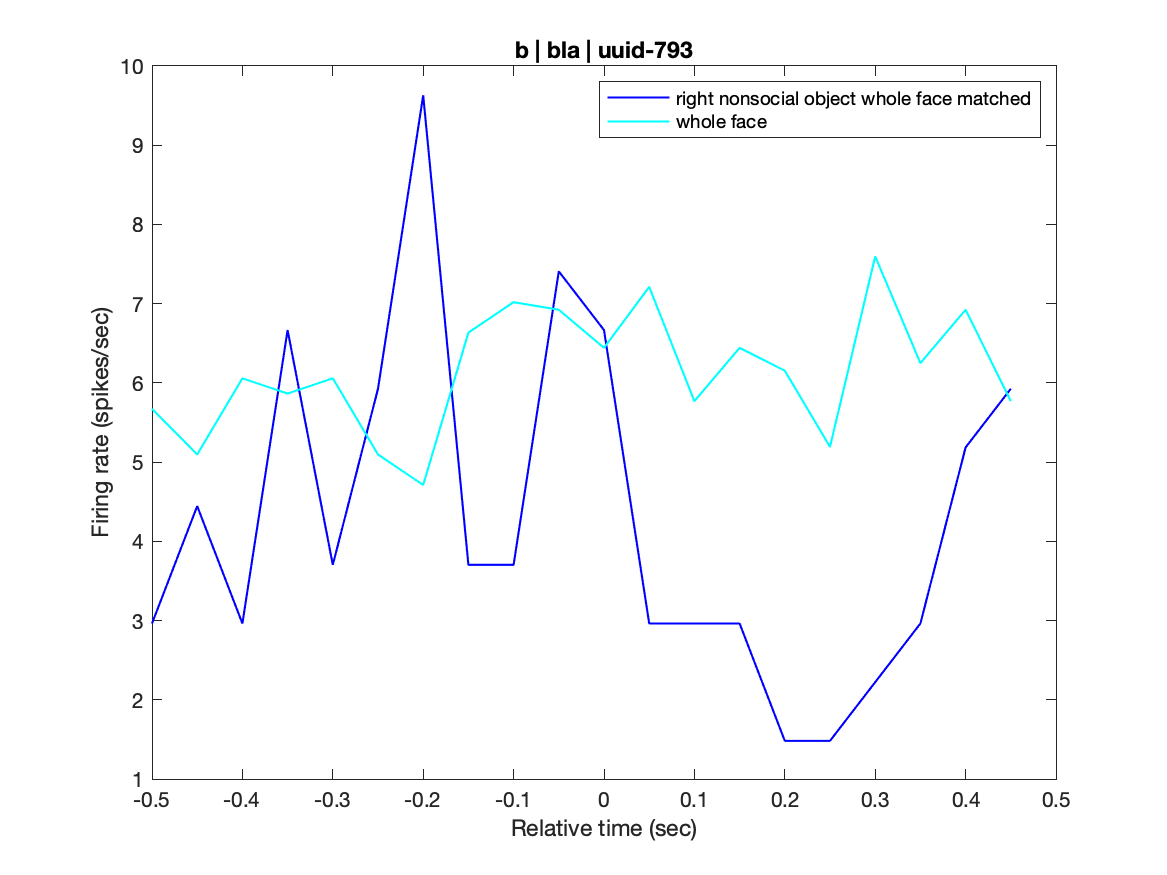 b | bla | uuid-793
right nonsocial object whole face matched
whole face
10
9
8
7
6
5
4
3
2
1
Firing rate (spikes/sec)
-0.5 -0.4 -0.3 -0.2 -0.1 0 0.1 0.2 0.3 0.4 0.5
Relative time (sec)